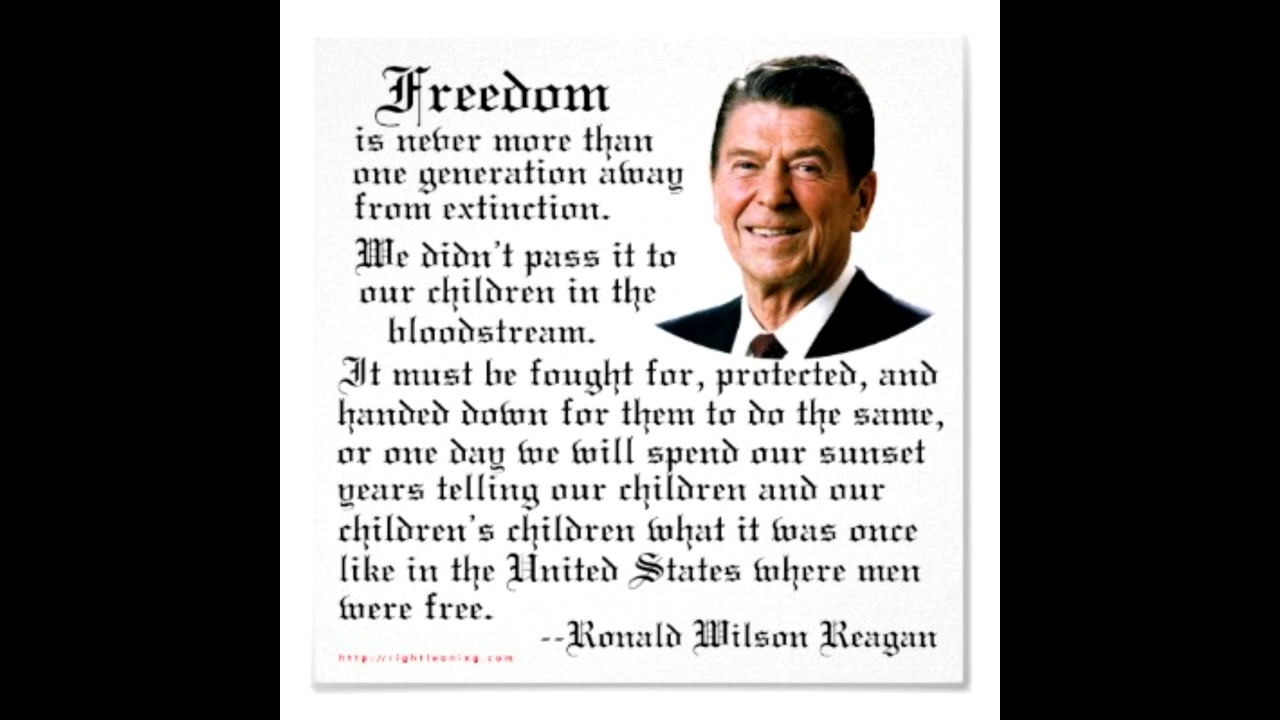 Freedom
is never more than
one generation away
from extinction.
We didn't pass it to
our children in the
bloodstream.
It must be fought for, protected, and
handed down for them to do the same,
or one day we will spend our sunset
years telling our children and our
children's children what it was once
like in the United States where men
were free.
--Ronald Wilson Reagan
http://rightleaning.com